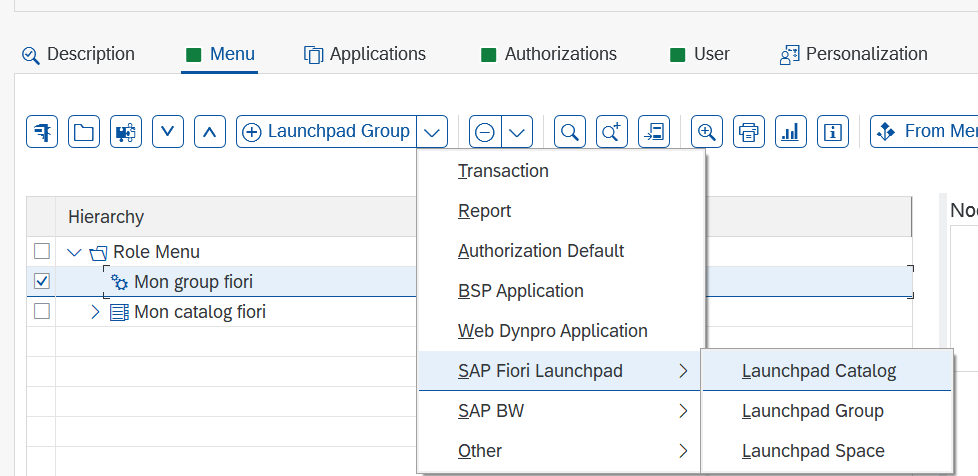 Description Menu Applications Authorizations User Personalization
Launchpad Group From Mer
Transaction
Hierarchy Report Noc
Role Menu Authorization Default
Mon group fiori BSP Application
Mon catalog fiori Web Dynpro Application
SAP Fiori Launchpad Launchpad Catalog
SAP BW Launchpad Group
Other Launchpad Space